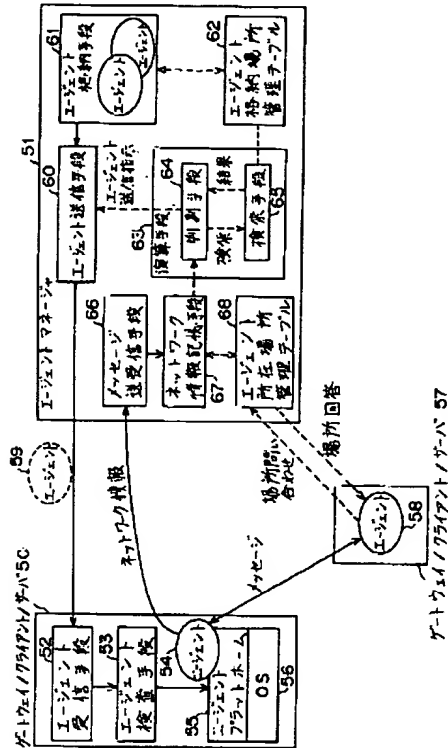 エージェントマネージャ
51
60
エージェント送信手段
エージェント
送信指示
61
エージェント
格納手段
エージェント
エージェント
62
エージェント
格納場所
管理テーブル
63
演算手段
64
判別手段
検索
結果
検索手段
65
66
メッセージ
送受信手段
ネットワーク
情報記憶手段
67
68
エージェント
所在場所
管理テーブル
59
エージェント
ネットワーク情報
場所問い
合わせ
場所回答
メッセージ
ゲートウェイ/クライアント/サーバ50
52
エージェント
受信手段
53
エージェント
検査手段
54
エージェント
55
エージェント
プラットホーム
OS
56
エージェント
58
ゲートウェイ/クライアント/サーバ57